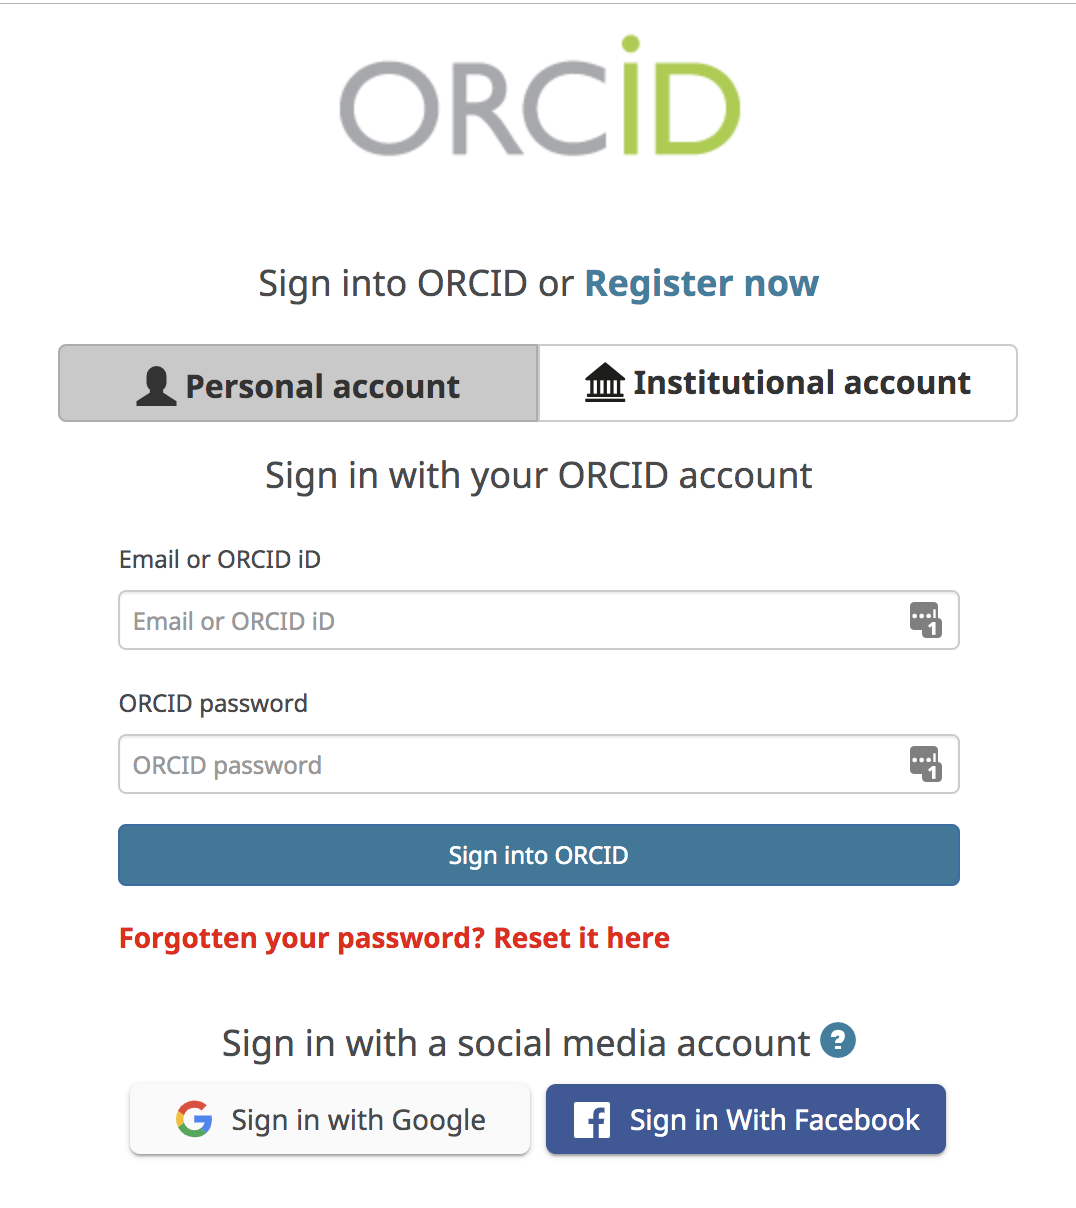 ORCiD
Sign into ORCID or Register now
Personal account
Institutional account
Sign in with your ORCID account
Email or ORCID iD
Email or ORCID iD
1
ORCID password
ORCID password
1
Sign into ORCID
Forgotten your password? Reset it here
Sign in with a social media account ?
G Sign in with Google
f Sign in With Facebook